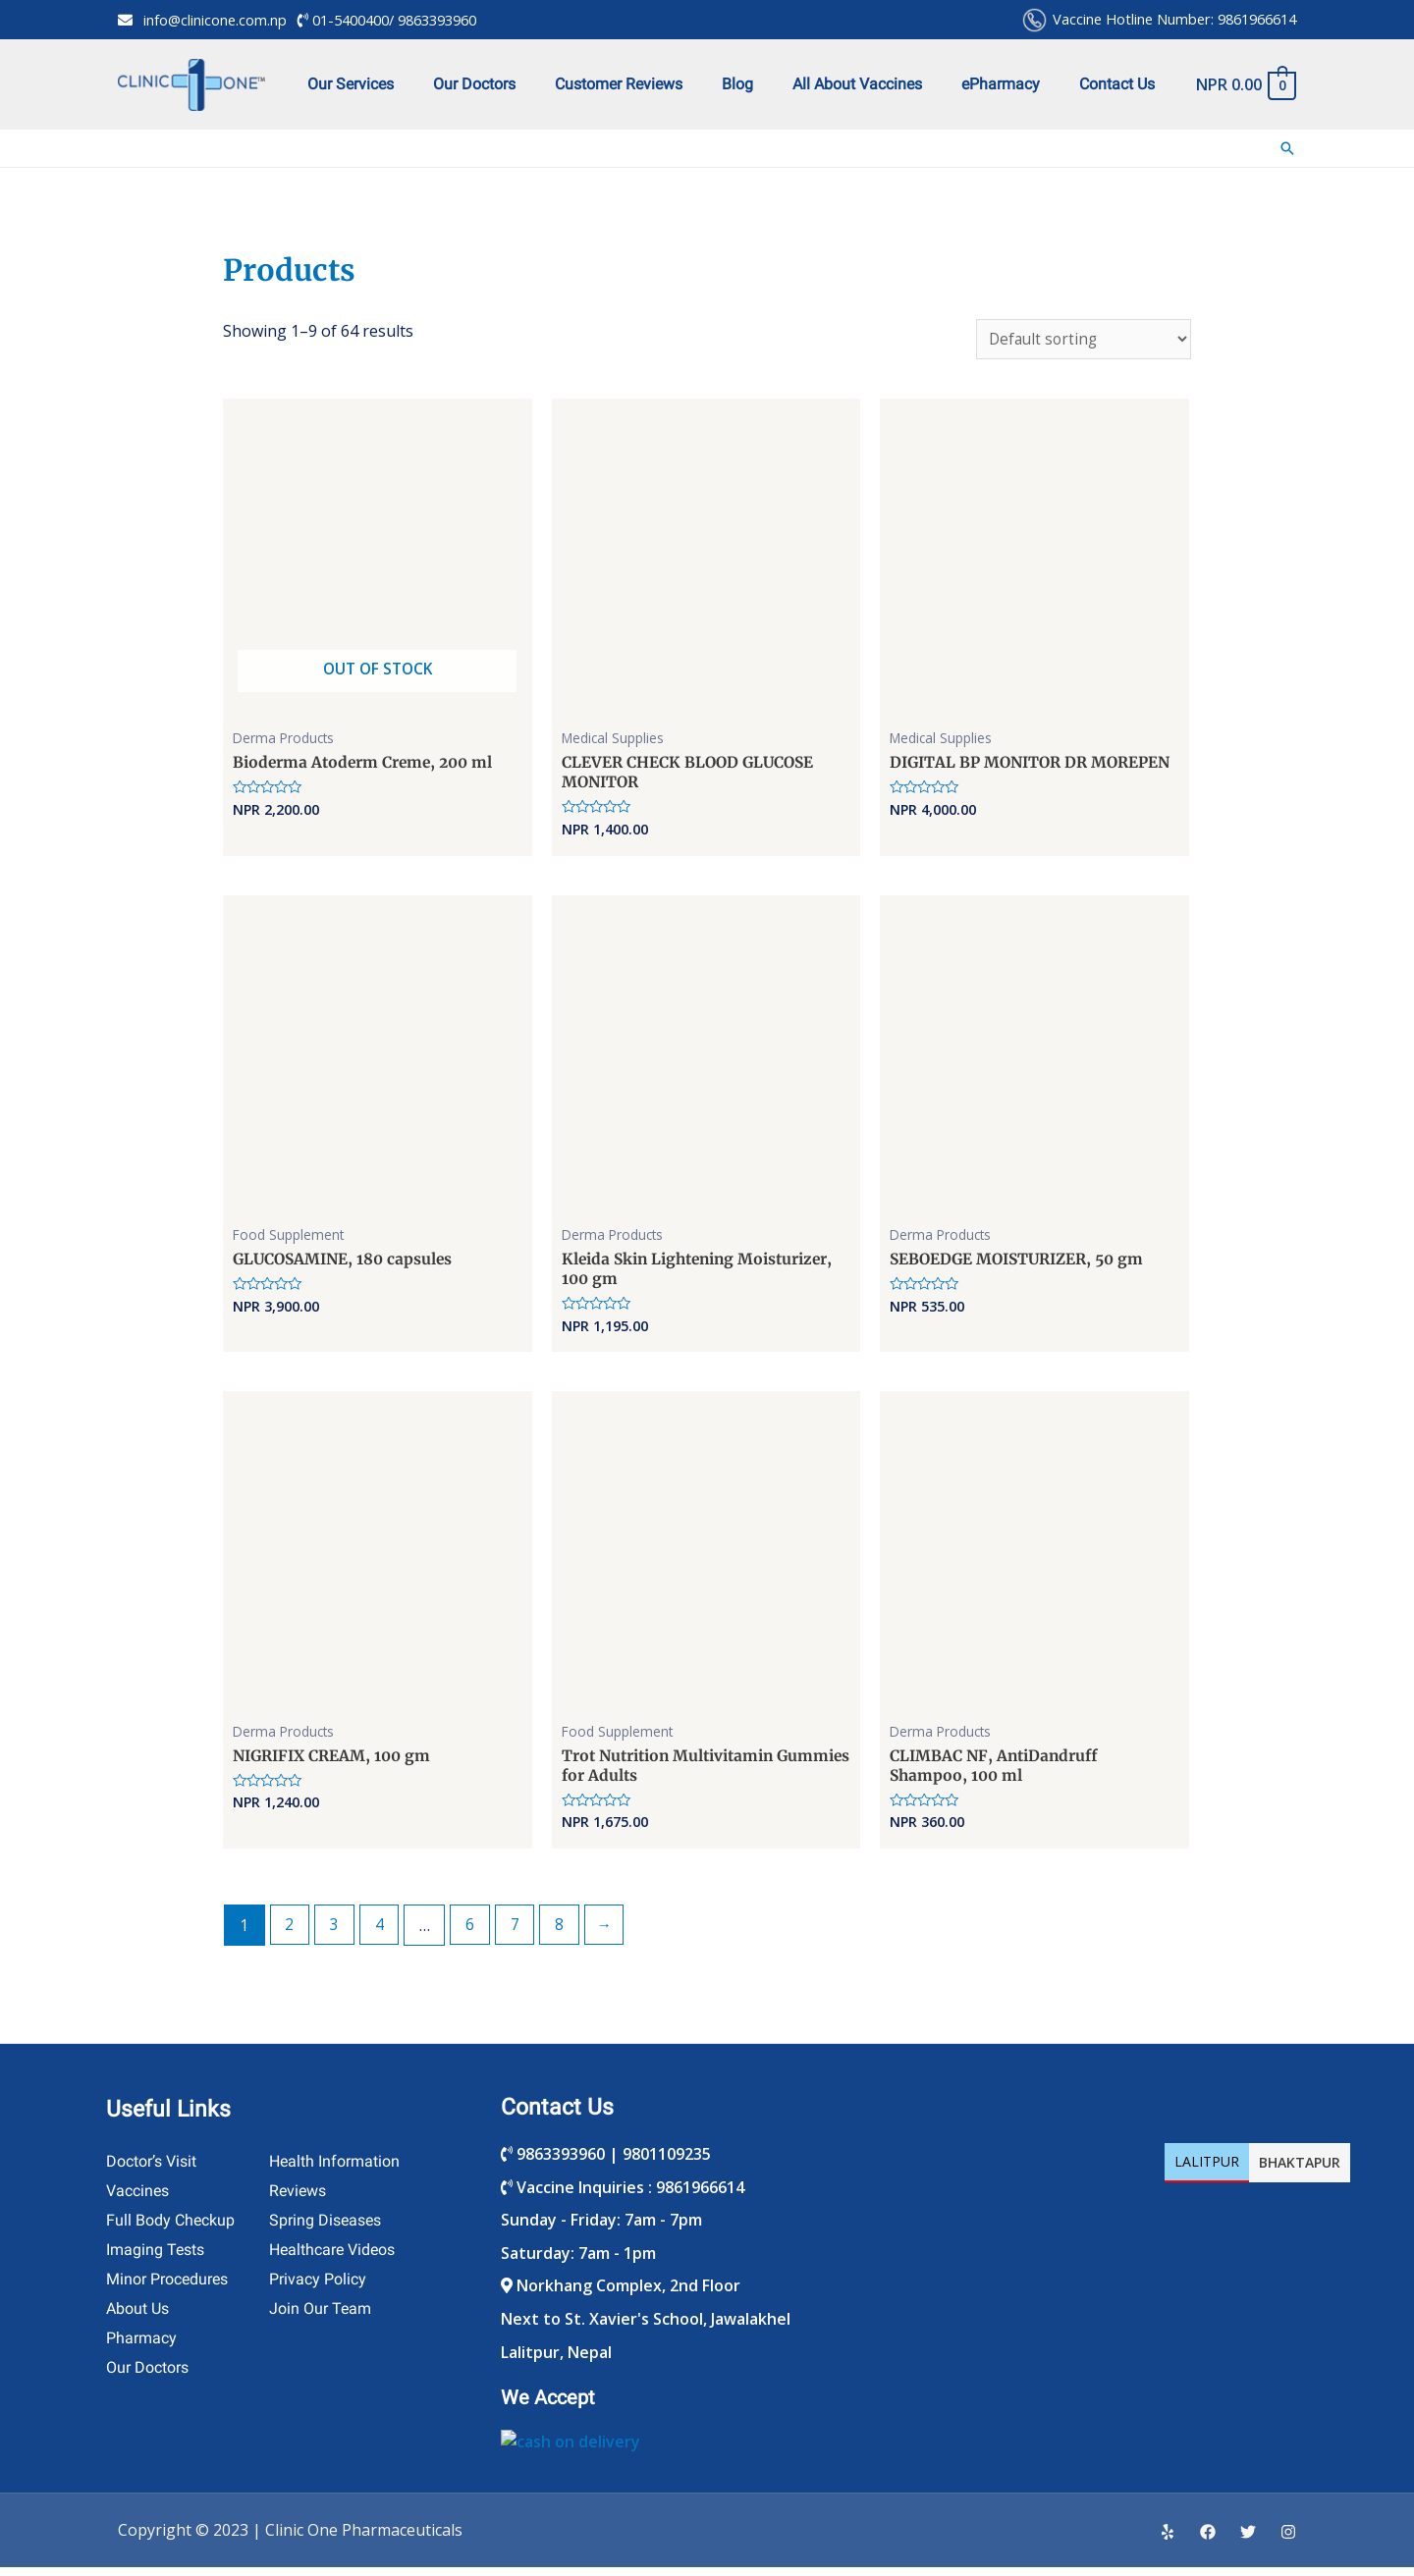 info@clinicone.com.np 01-5400400/ 9863393960
Vaccine Hotline Number: 9861966614
CLINIC 1 ONE™
Our Services Our Doctors Customer Reviews Blog All About Vaccines ePharmacy Contact Us NPR 0.00 0
Products
Showing 1–9 of 64 results
Default sorting
OUT OF STOCK
Derma Products
Bioderma Atoderm Creme, 200 ml
NPR 2,200.00
Medical Supplies
CLEVER CHECK BLOOD GLUCOSE
MONITOR
NPR 1,400.00
Medical Supplies
DIGITAL BP MONITOR DR MOREPEN
NPR 4,000.00
Food Supplement
GLUCOSAMINE, 180 capsules
NPR 3,900.00
Derma Products
Kleida Skin Lightening Moisturizer,
100 gm
NPR 1,195.00
Derma Products
SEBOEDGE MOISTURIZER, 50 gm
NPR 535.00
Derma Products
NIGRIFIX CREAM, 100 gm
NPR 1,240.00
Food Supplement
Trot Nutrition Multivitamin Gummies
for Adults
NPR 1,675.00
Derma Products
CLIMBAC NF, AntiDandruff
Shampoo, 100 ml
NPR 360.00
1 2 3 4 … 6 7 8 →
Useful Links
Doctor’s Visit
Vaccines
Full Body Checkup
Imaging Tests
Minor Procedures
About Us
Pharmacy
Our Doctors
Health Information
Reviews
Spring Diseases
Healthcare Videos
Privacy Policy
Join Our Team
Contact Us
9863393960 | 9801109235
Vaccine Inquiries : 9861966614
Sunday - Friday: 7am - 7pm
Saturday: 7am - 1pm
Norkhang Complex, 2nd Floor
Next to St. Xavier's School, Jawalakhel
Lalitpur, Nepal
We Accept
cash on delivery
LALITPUR BHAKTAPUR
Copyright © 2023 | Clinic One Pharmaceuticals